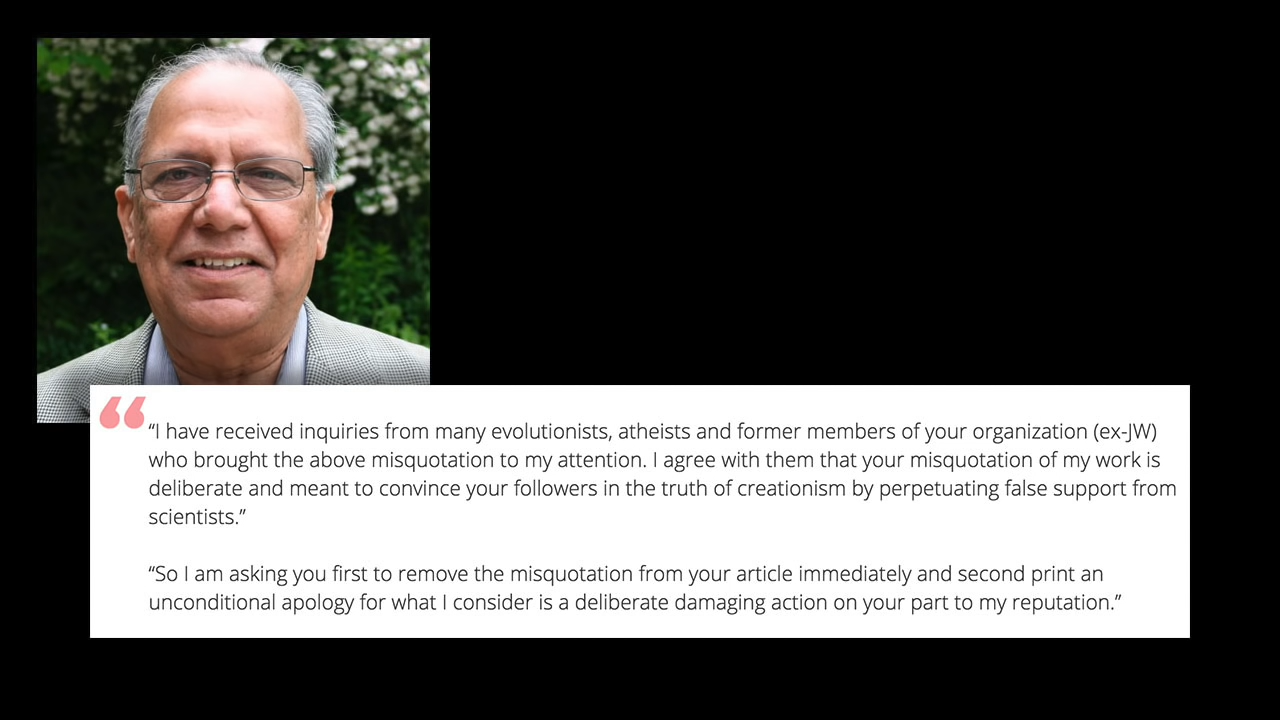 “I have received inquiries from many evolutionists, atheists and former members of your organization (ex-JW)
who brought the above misquotation to my attention. I agree with them that your misquotation of my work is
deliberate and meant to convince your followers in the truth of creationism by perpetuating false support from
scientists.”
“So I am asking you first to remove the misquotation from your article immediately and second print an
unconditional apology for what I consider is a deliberate damaging action on your part to my reputation.”